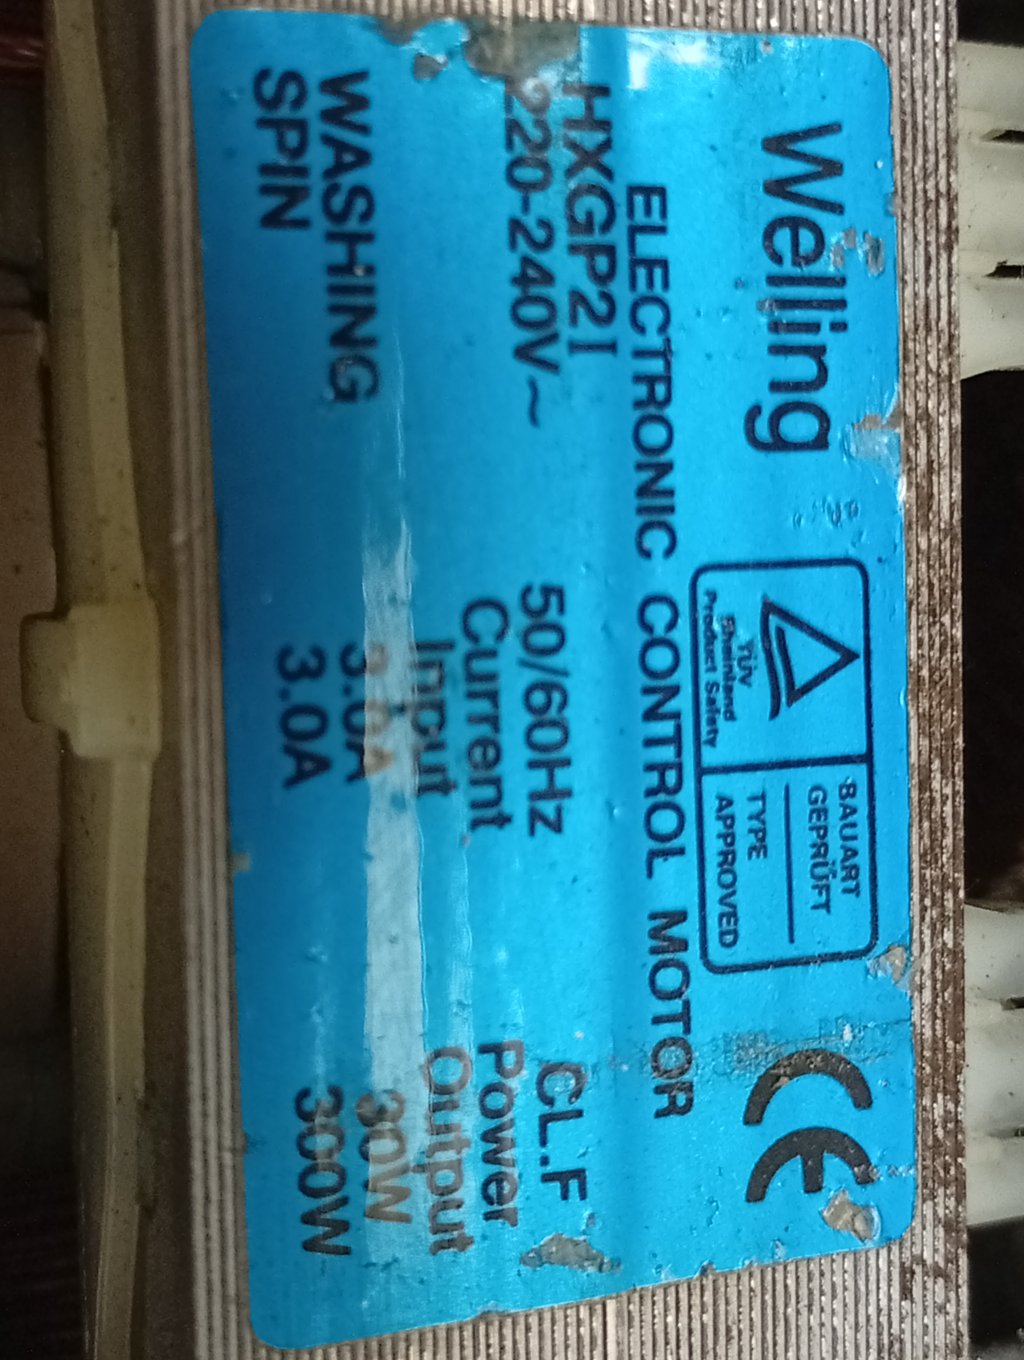 Welling
TÜV
Rheinland
Product Safety
BAUART
GEPRÜFT
TYPE
APPROVED
CE
ELECTRONIC CONTROL MOTOR
HXGP2I
220-240V~ 50/60Hz CL.F
Current Power
Input Output
WASHING 3.0A 30W
SPIN 3.0A 300W